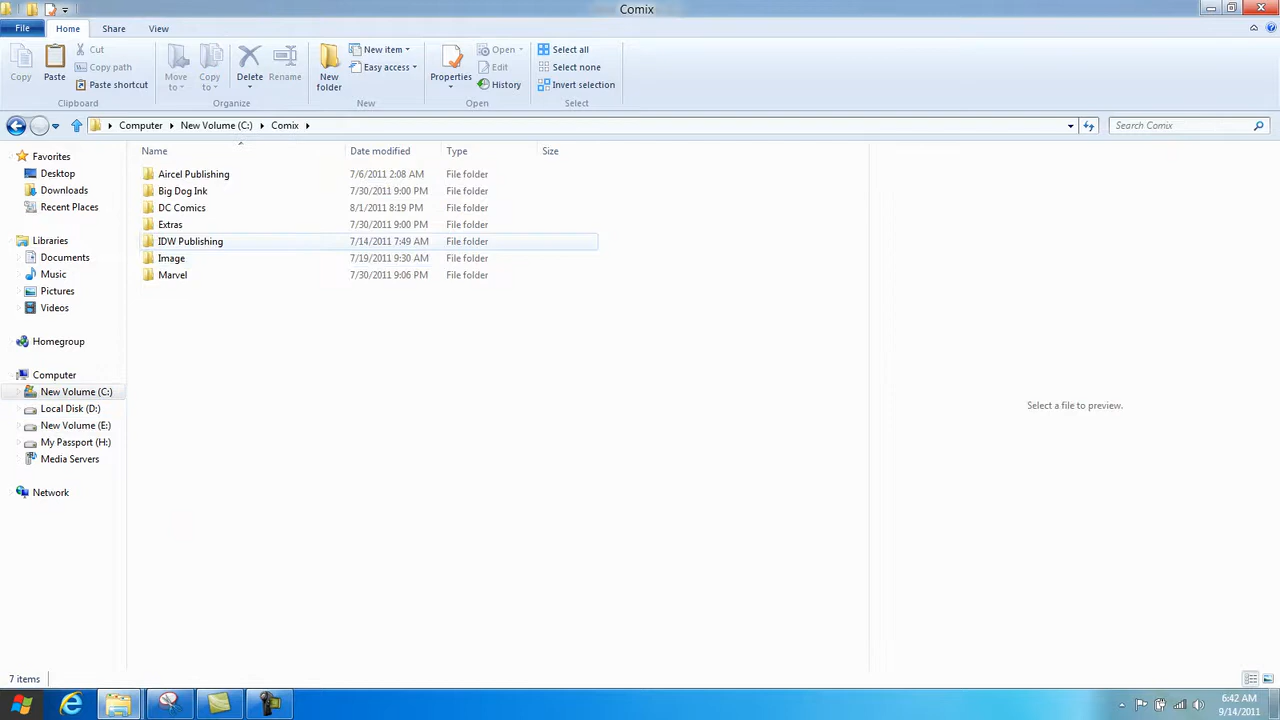 Comix
File Home Share View
Copy Paste Cut Copy path Paste shortcut Clipboard
Move to Copy to Delete Rename Organize
New folder New item Easy access New
Properties Open Edit History Open
Select all Select none Invert selection Select
Computer New Volume (C:) Comix Search Comix
Name Date modified Type Size
Aircel Publishing 7/6/2011 2:08 AM File folder
Big Dog Ink 7/30/2011 9:00 PM File folder
DC Comics 8/1/2011 8:19 PM File folder
Extras 7/30/2011 9:00 PM File folder
IDW Publishing 7/14/2011 7:49 AM File folder
Image 7/19/2011 9:30 AM File folder
Marvel 7/30/2011 9:06 PM File folder
Favorites
Desktop
Downloads
Recent Places
Libraries
Documents
Music
Pictures
Videos
Homegroup
Computer
New Volume (C:)
Local Disk (D:)
New Volume (E:)
My Passport (H:)
Media Servers
Network
Select a file to preview.
7 items
6:42 AM
9/14/2011